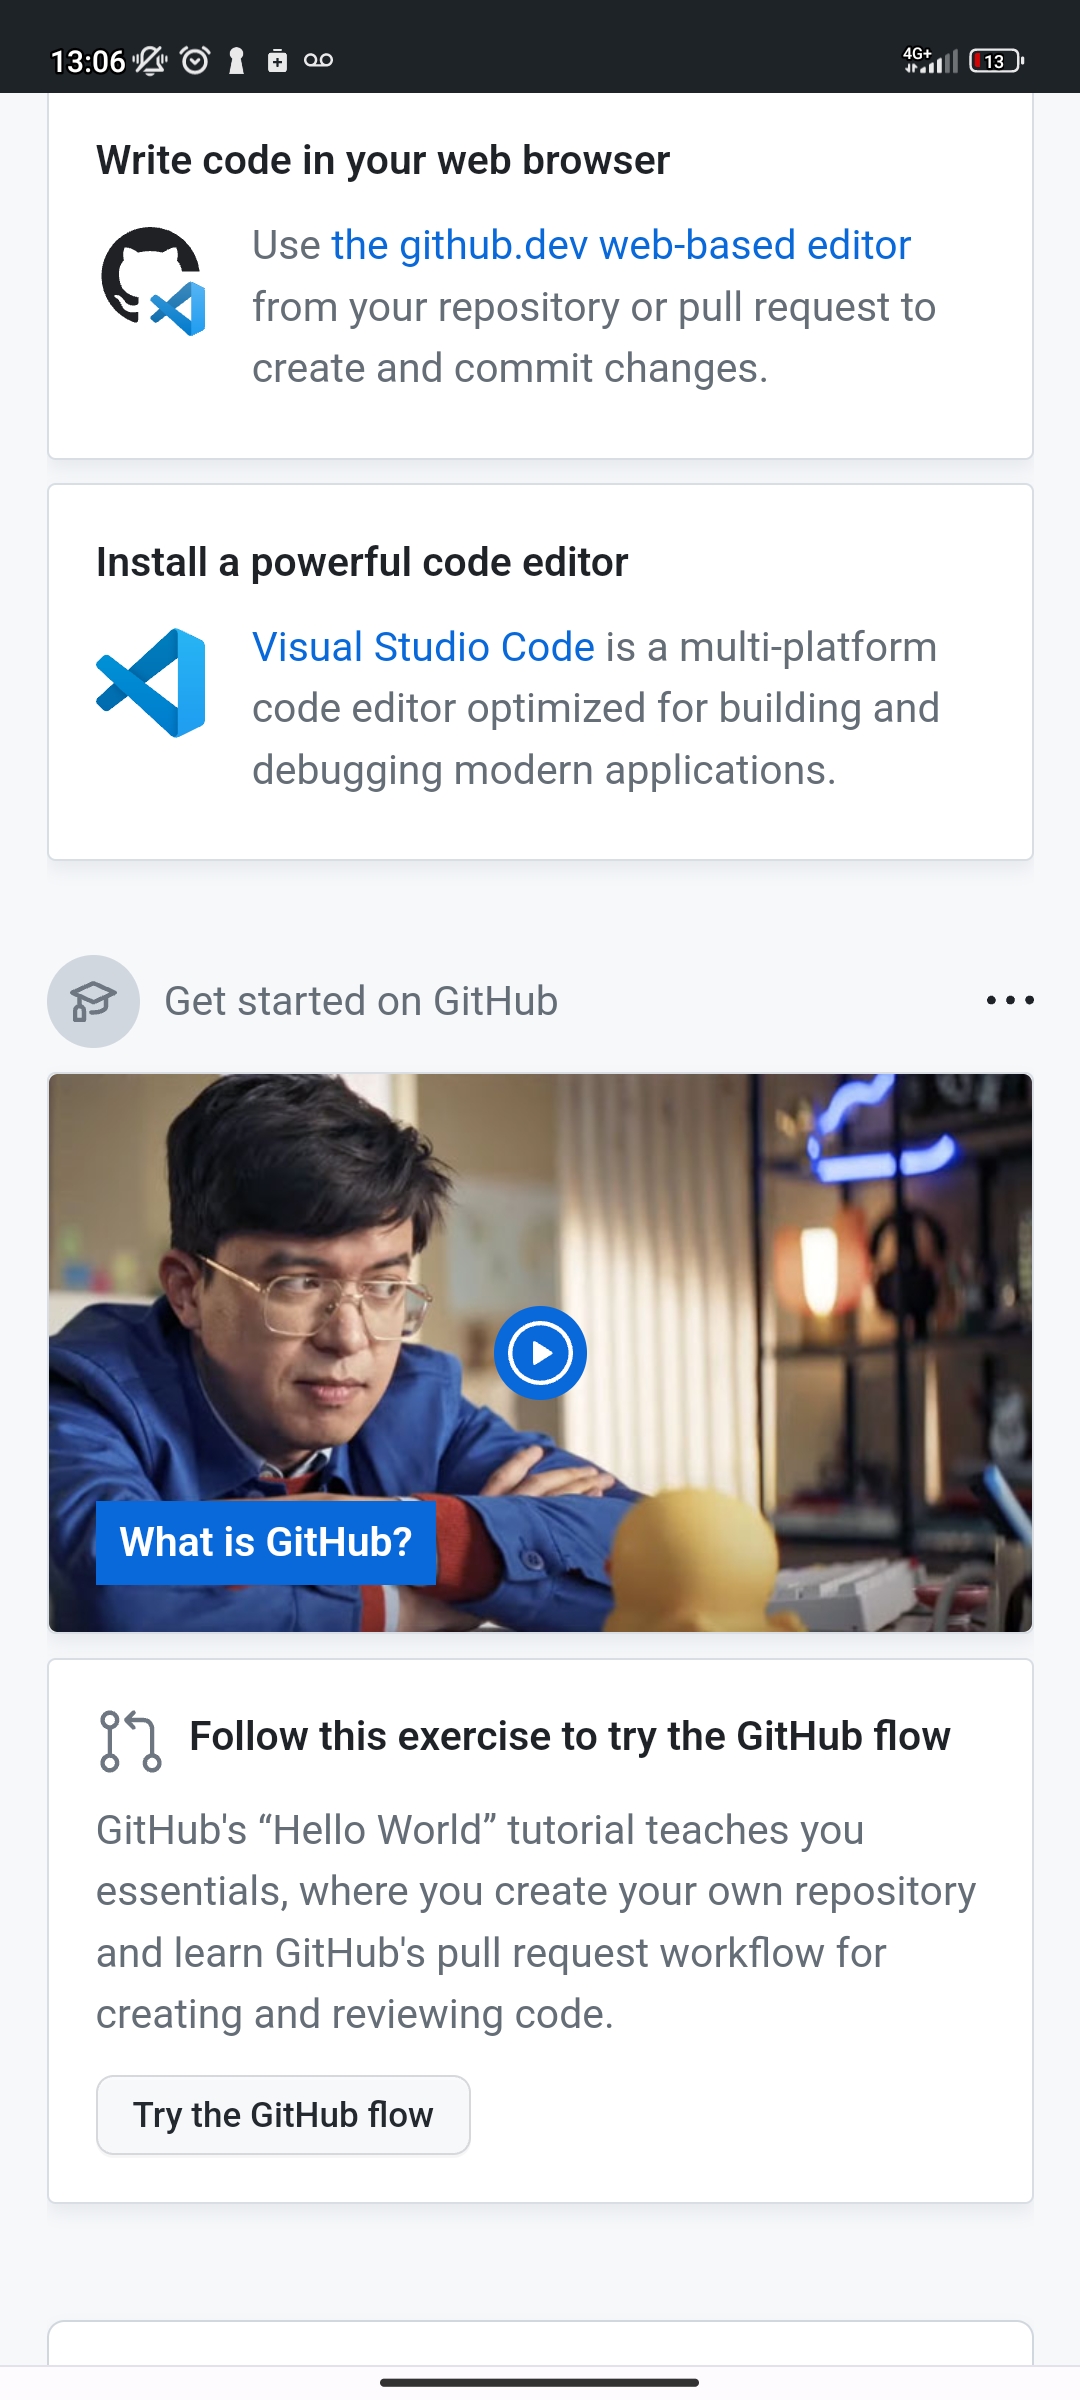 13:06
4G+
13
Write code in your web browser
Use the github.dev web-based editor
from your repository or pull request to
create and commit changes.
Install a powerful code editor
Visual Studio Code is a multi-platform
code editor optimized for building and
debugging modern applications.
Get started on GitHub
What is GitHub?
Follow this exercise to try the GitHub flow
GitHub's “Hello World” tutorial teaches you
essentials, where you create your own repository
and learn GitHub's pull request workflow for
creating and reviewing code.
Try the GitHub flow